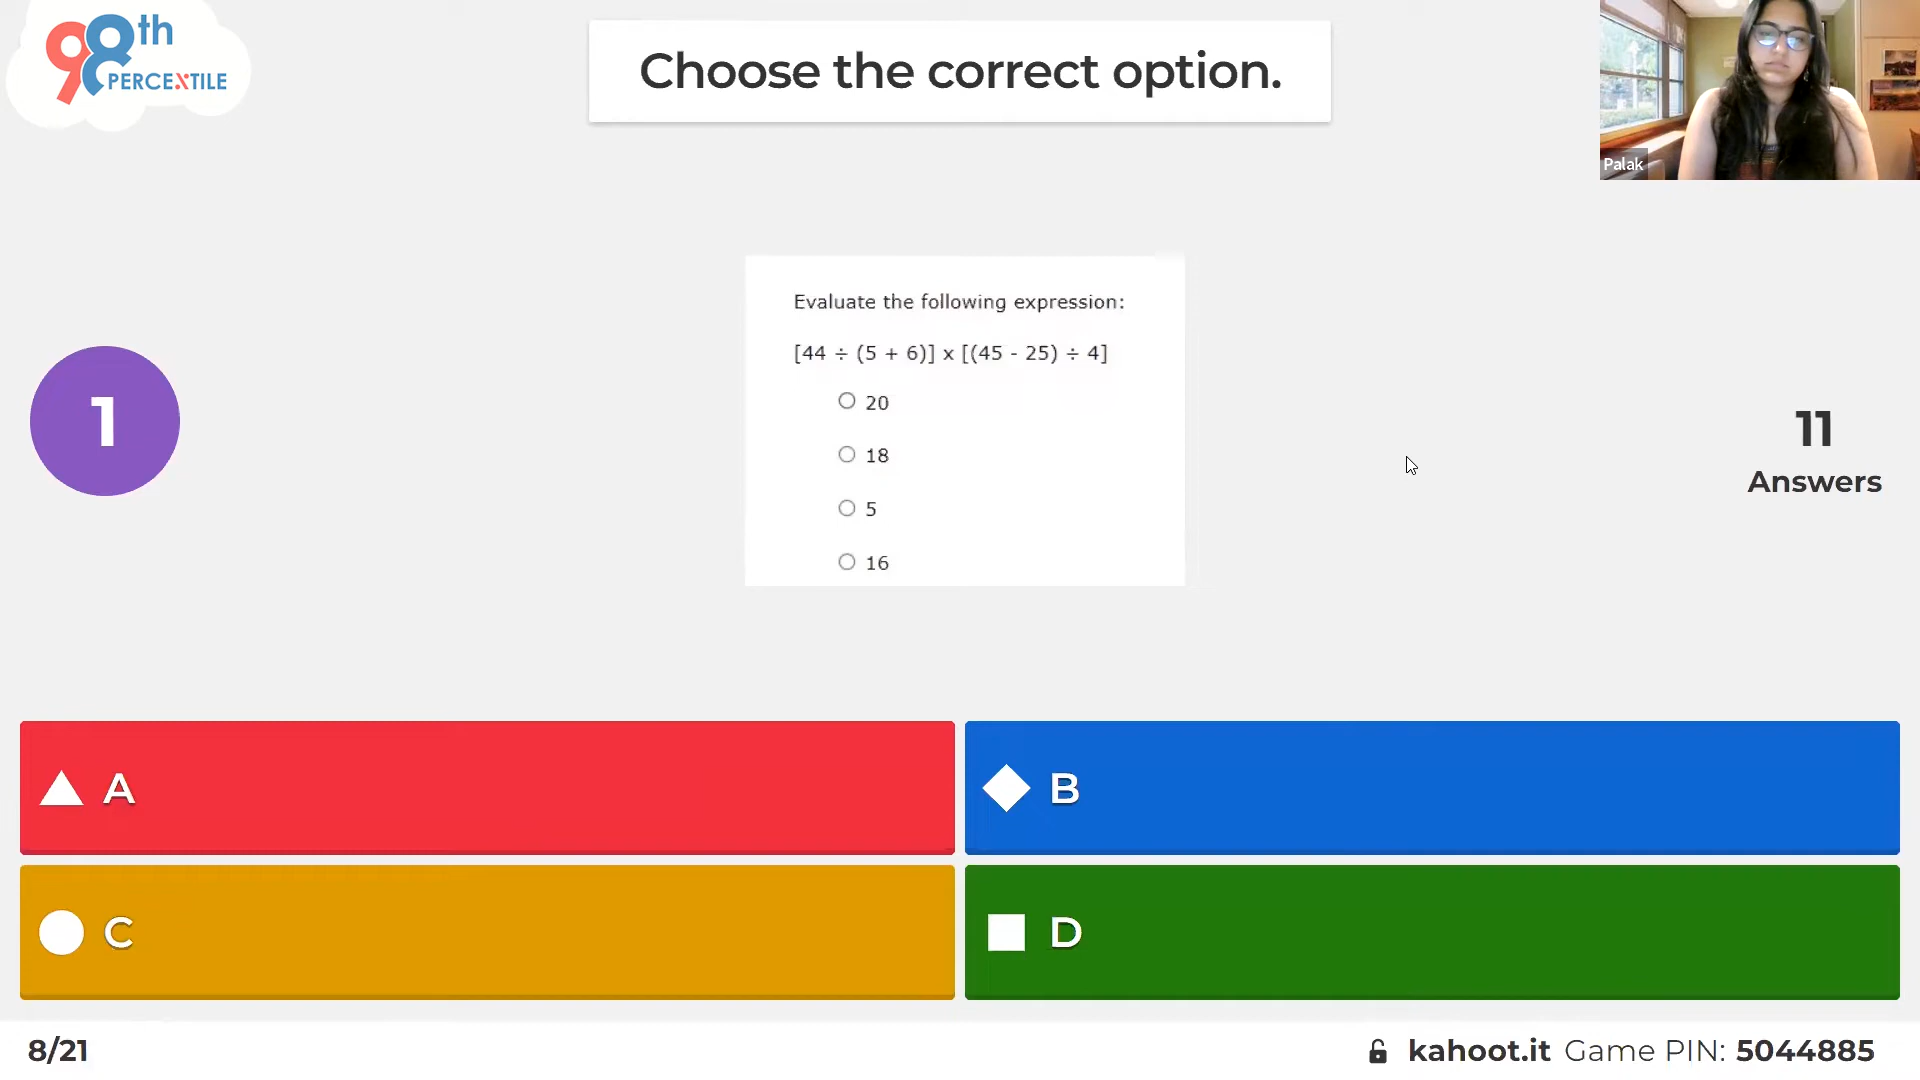 98th
PERCEXTILE
Choose the correct option.
Palak
Evaluate the following expression:
[44 ÷ (5 + 6)] x [(45 - 25) ÷ 4]
20
18
5
16
1
11
Answers
A
B
C
D
8/21
kahoot.it Game PIN: 5044885